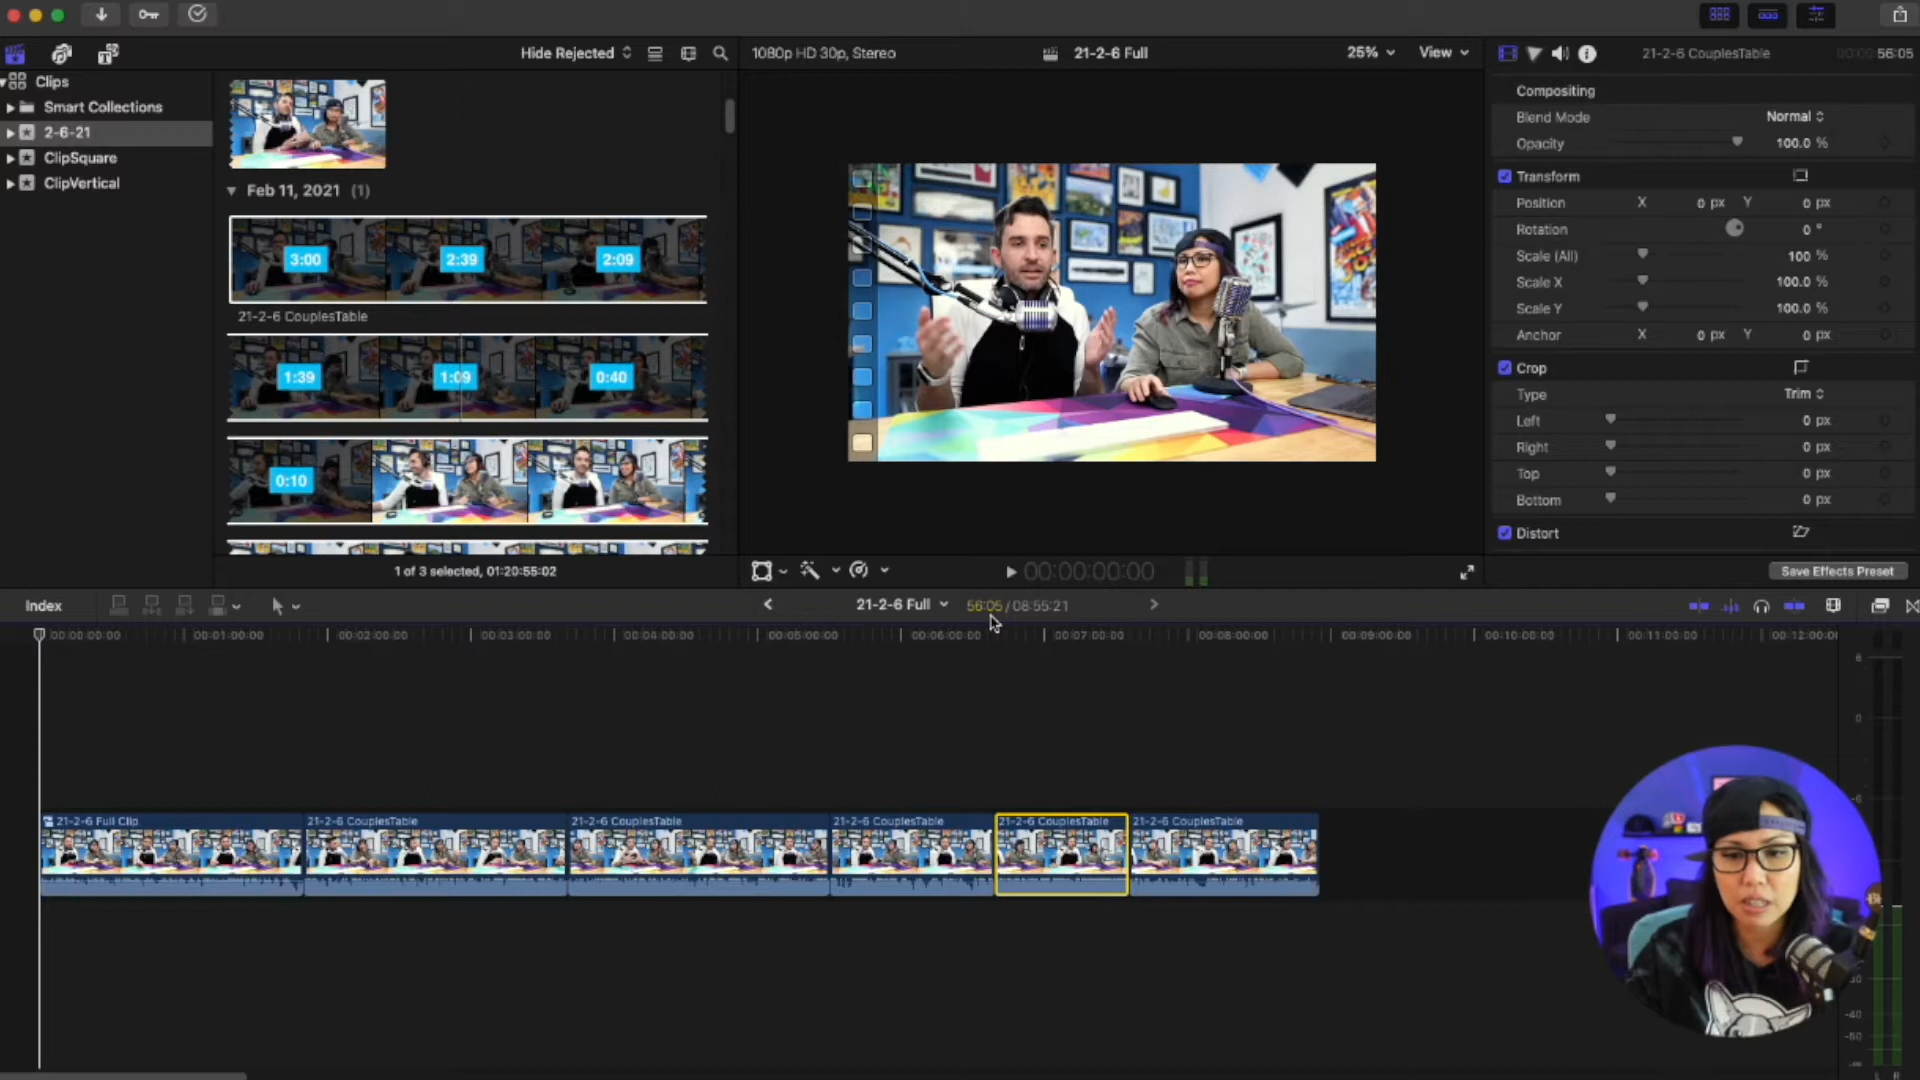 Hide Rejected
1080p HD 30p, Stereo
21-2-6 Full
25%
View
21-2-6 CouplesTable
56:05
Clips
Smart Collections
2-6-21
ClipSquare
ClipVertical
Feb 11, 2021 (1)
3:00
2:39
2:09
21-2-6 CouplesTable
1:39
1:09
0:40
0:10
1 of 3 selected, 01:20:55:02
00:00:00:00
Compositing
Blend Mode
Normal
Opacity
100.0 %
Transform
Position
X
0 px
Y
0 px
Rotation
0 °
Scale (All)
100 %
Scale X
100.0 %
Scale Y
100.0 %
Anchor
X
0 px
Y
0 px
Crop
Type
Trim
Left
0 px
Right
0 px
Top
0 px
Bottom
0 px
Distort
Save Effects Preset
Index
21-2-6 Full
56:05 / 08:55:21
00:00:00:00
00:01:00:00
00:02:00:00
00:03:00:00
00:04:00:00
00:05:00:00
00:06:00:00
00:07:00:00
00:08:00:00
00:09:00:00
00:10:00:00
00:11:00:00
21-2-6 Full Clip
21-2-6 CouplesTable
21-2-6 CouplesTable
21-2-6 CouplesTable
21-2-6 CouplesTable
21-2-6 CouplesTable
6
0